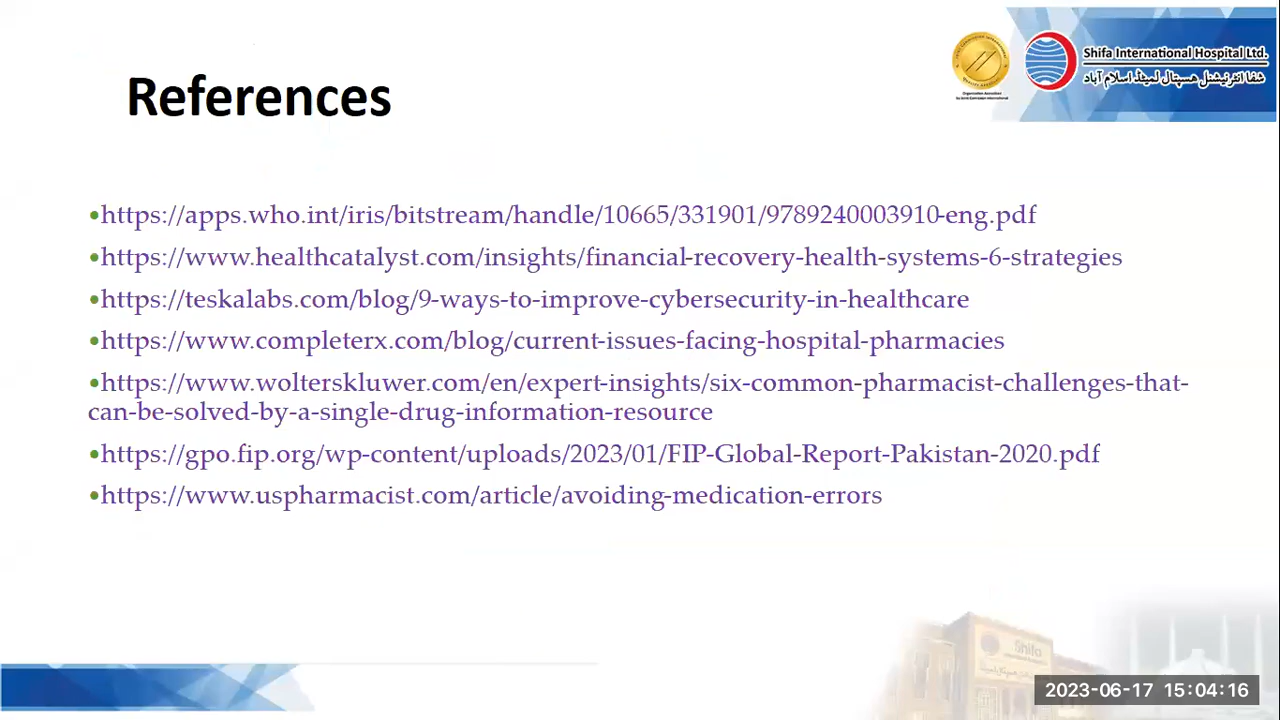 Shifa International Hospital Ltd.
شفا انٹرنیشنل ہسپتال لمیٹڈ اسلام آباد
References
•https://apps.who.int/iris/bitstream/handle/10665/331901/9789240003910-eng.pdf
•https://www.healthcatalyst.com/insights/financial-recovery-health-systems-6-strategies
•https://teskalabs.com/blog/9-ways-to-improve-cybersecurity-in-healthcare
•https://www.completerx.com/blog/current-issues-facing-hospital-pharmacies
•https://www.wolterskluwer.com/en/expert-insights/six-common-pharmacist-challenges-that-
can-be-solved-by-a-single-drug-information-resource
•https://gpo.fip.org/wp-content/uploads/2023/01/FIP-Global-Report-Pakistan-2020.pdf
•https://www.uspharmacist.com/article/avoiding-medication-errors
Shifa
2023-06-17 15:04:16